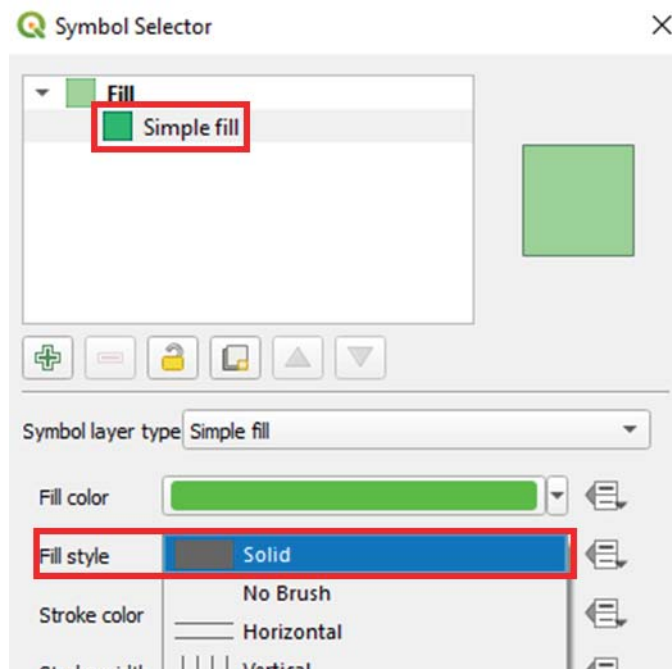 Symbol Selector
Fill
Simple fill
Symbol layer type Simple fill
Fill color
Fill style Solid
No Brush
Stroke color
Horizontal
Vertical